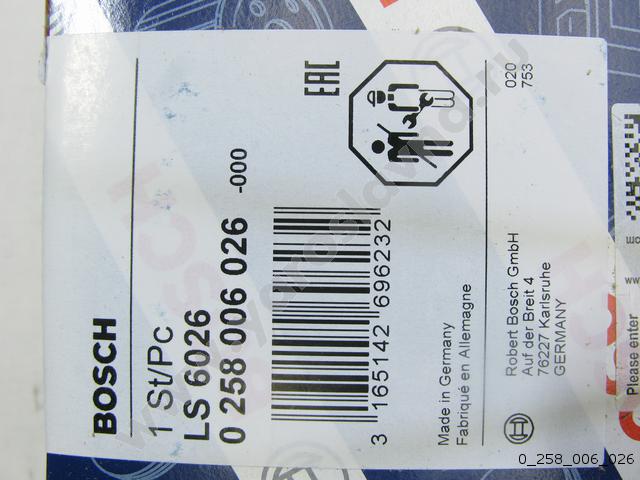 BOSCH
1 St/Pc
LS 6026
0 258 006 026 -000
3 165142 696232
EAC
Made in Germany
Fabriqué en Allemagne
Robert Bosch GmbH
Auf der Breit 4
76227 Karlsruhe
GERMANY
020
753
Please enter
www
0_258_006_026